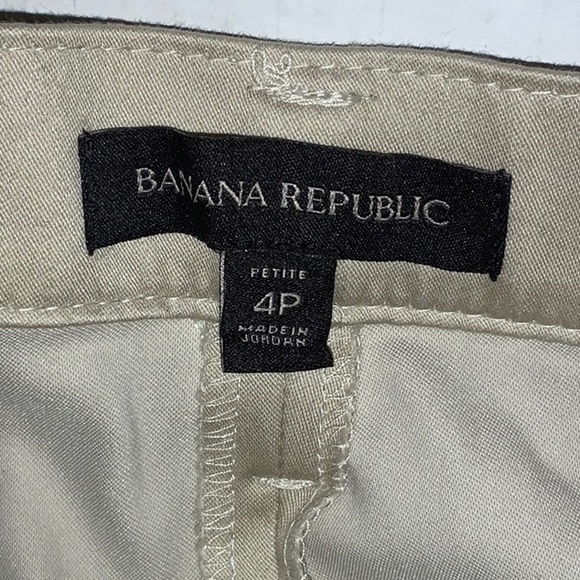 BANANA REPUBLIC
PETITE
4P
MADE IN
JORDAN